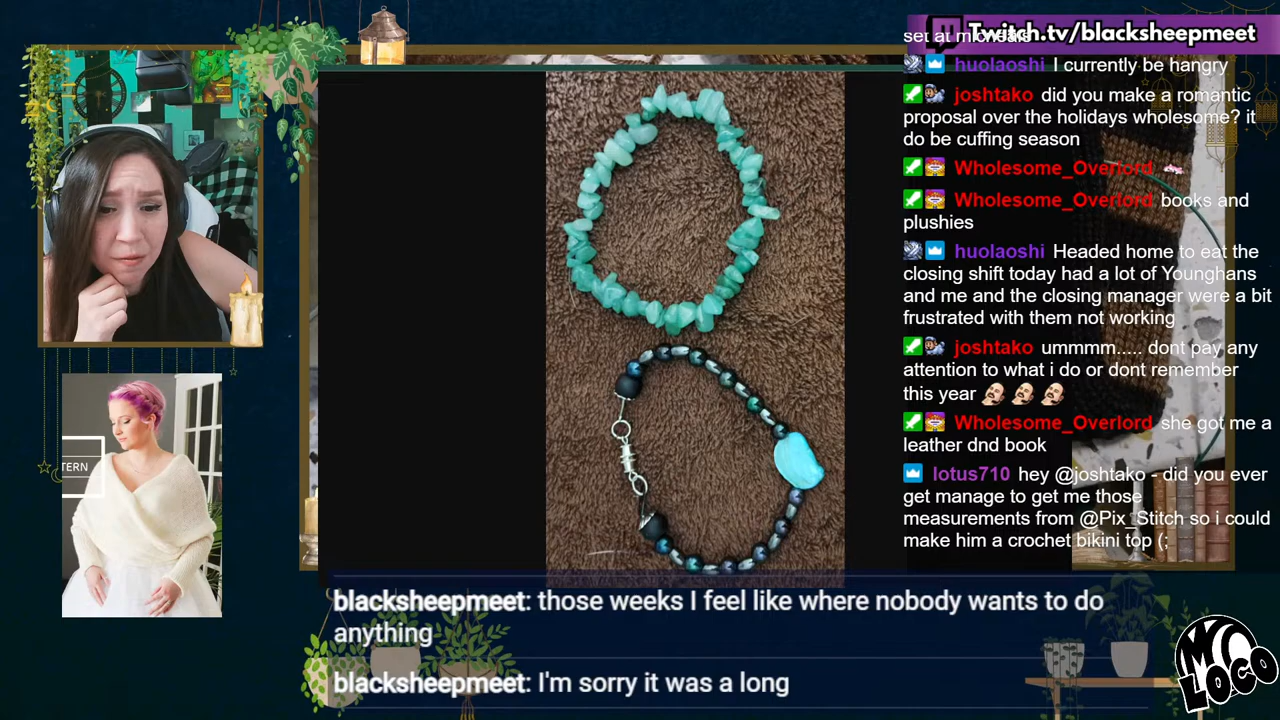 Twitch.tv/blacksheepmeet
set at micheals
huolaoshi I currently be hangry
joshtako did you make a romantic
proposal over the holidays wholesome? it
do be cuffing season
Wholesome_Overlord
Wholesome_Overlord books and
plushies
huolaoshi Headed home to eat the
closing shift today had a lot of Younghans
and me and the closing manager were a bit
frustrated with them not working
joshtako ummmm..... dont pay any
attention to what i do or dont remember
this year
Wholesome_Overlord she got me a
leather dnd book
lotus710 hey @joshtako - did you ever
get manage to get me those
measurements from @Pix_Stitch so i could
make him a crochet bikini top (;
TERN
blacksheepmeet: those weeks I feel like where nobody wants to do
anything
blacksheepmeet: I'm sorry it was a long
MC
LOCO